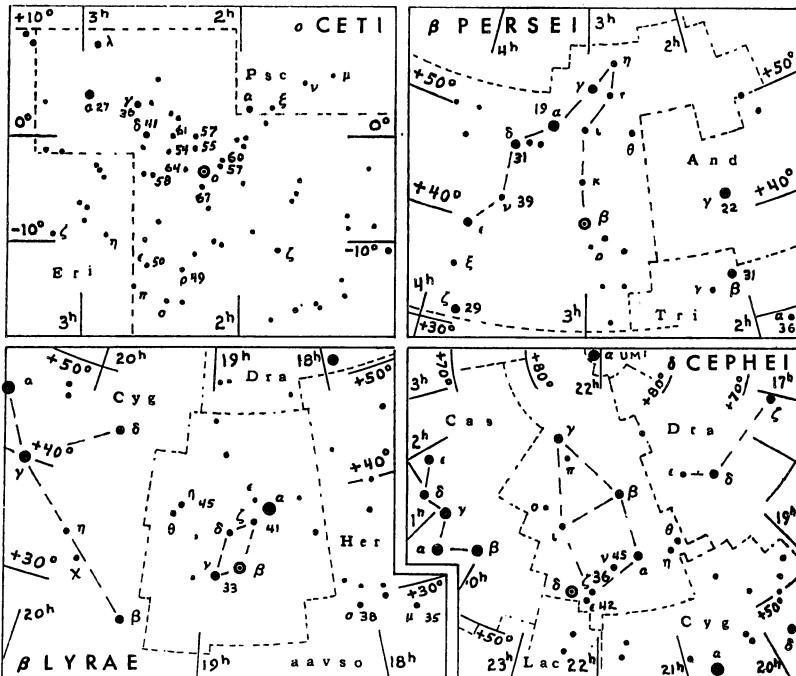 +10° 3h 2h ο CETI
λ
Psc ν μ
α 27 γ 36 α ξ
0° δ 41 61 57 0°
54 55 60
64 ο 57
58 67
-10° ζ η -10°
ε 50 ρ 49 ζ
Eri
π σ
3h 2h
β PERSEI 3h
4h 2h
+50° η +50°
γ τ
19 α
δ ι θ
31 And
+40° κ +40°
ν 39 γ 22
ε β
ξ ρ
31
ζ 29 γ β
4h 3h Tri 2h
+30° α 36
+50° 20h 19h 18h α
Dra +50°
α Cyg
+40° δ
γ +40°
η 45 ε α
θ ζ 41
η δ Her
+30° χ γ β
33
ο 38 +30° μ 35
20h β
β LYRAE 19h aavso 18h
+70° +80° α UMi δ CEPHEI
3h 22h +80° +70° 17h
Cas Dra ζ
2h γ
ε π ε δ
δ β
1h γ ο 19h
ι θ
α β ν 45 η
0h δ ζ 36 α
ε 42
+50° Cyg +50°
δ
23h Lac 22h 21h α 20h